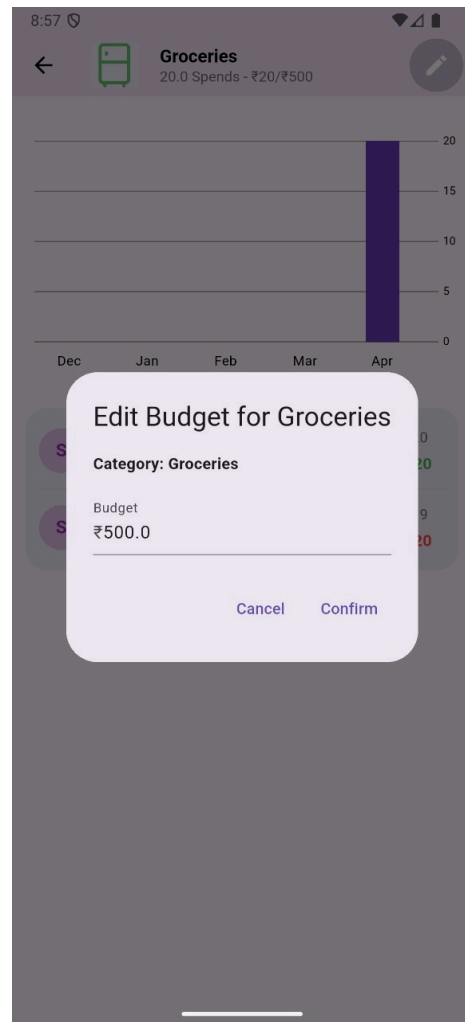 8:57
Groceries
20.0 Spends - ₹20/₹500
20
15
10
5
0
Dec Jan Feb Mar Apr
Edit Budget for Groceries
Category: Groceries
Budget
₹500.0
Cancel Confirm
S
S